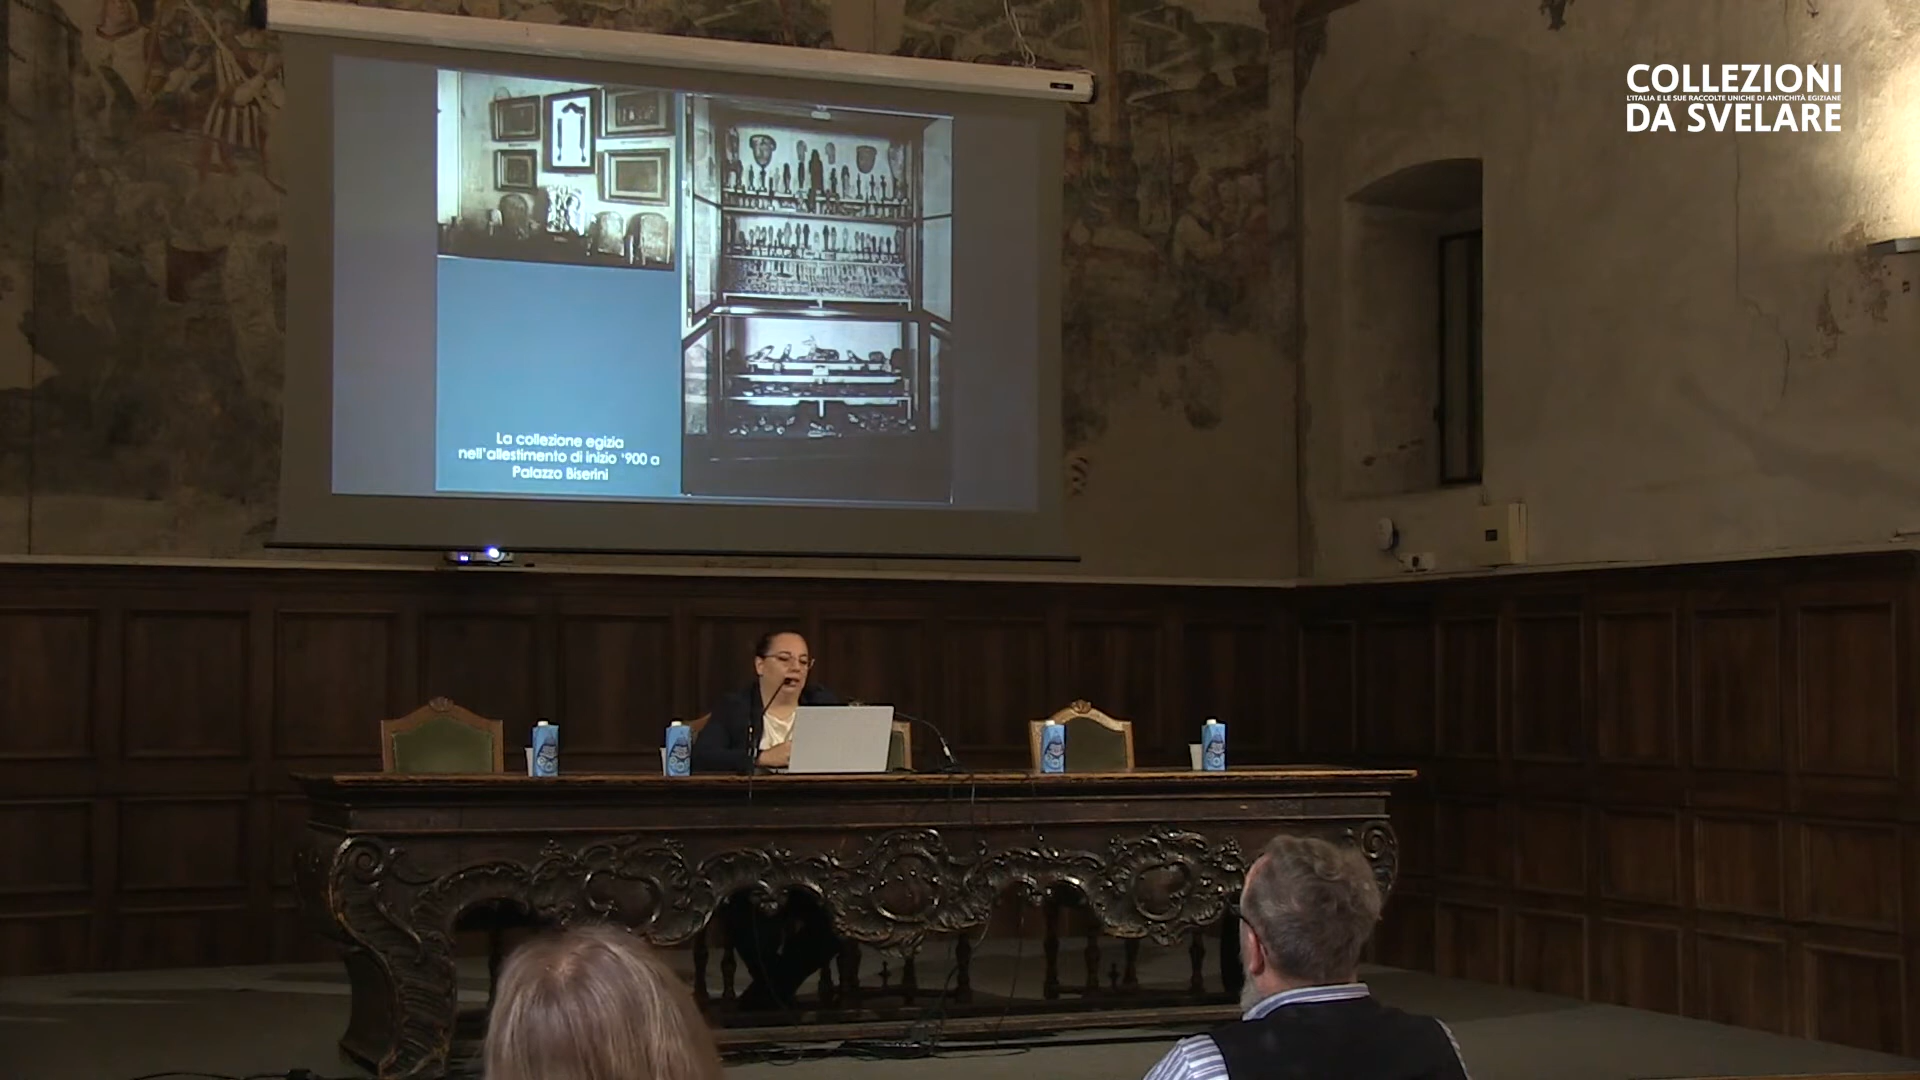 COLLEZIONI
L'ITALIA E LE SUE RACCOLTE UNICHE DI ANTICHITÀ EGIZIANE
DA SVELARE
La collezione egizia
nell'allestimento di inizio '900 a
Palazzo Biserini